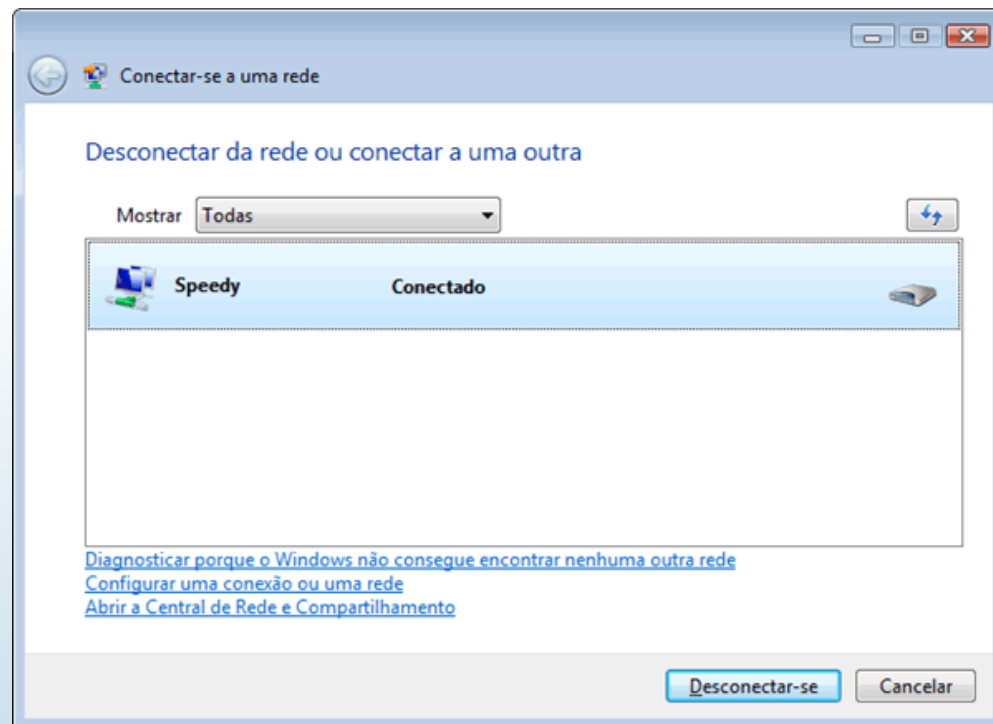 Conectar-se a uma rede
Desconectar da rede ou conectar a uma outra
Mostrar Todas
Speedy Conectado
Diagnosticar porque o Windows não consegue encontrar nenhuma outra rede
Configurar uma conexão ou uma rede
Abrir a Central de Rede e Compartilhamento
Desconectar-se Cancelar